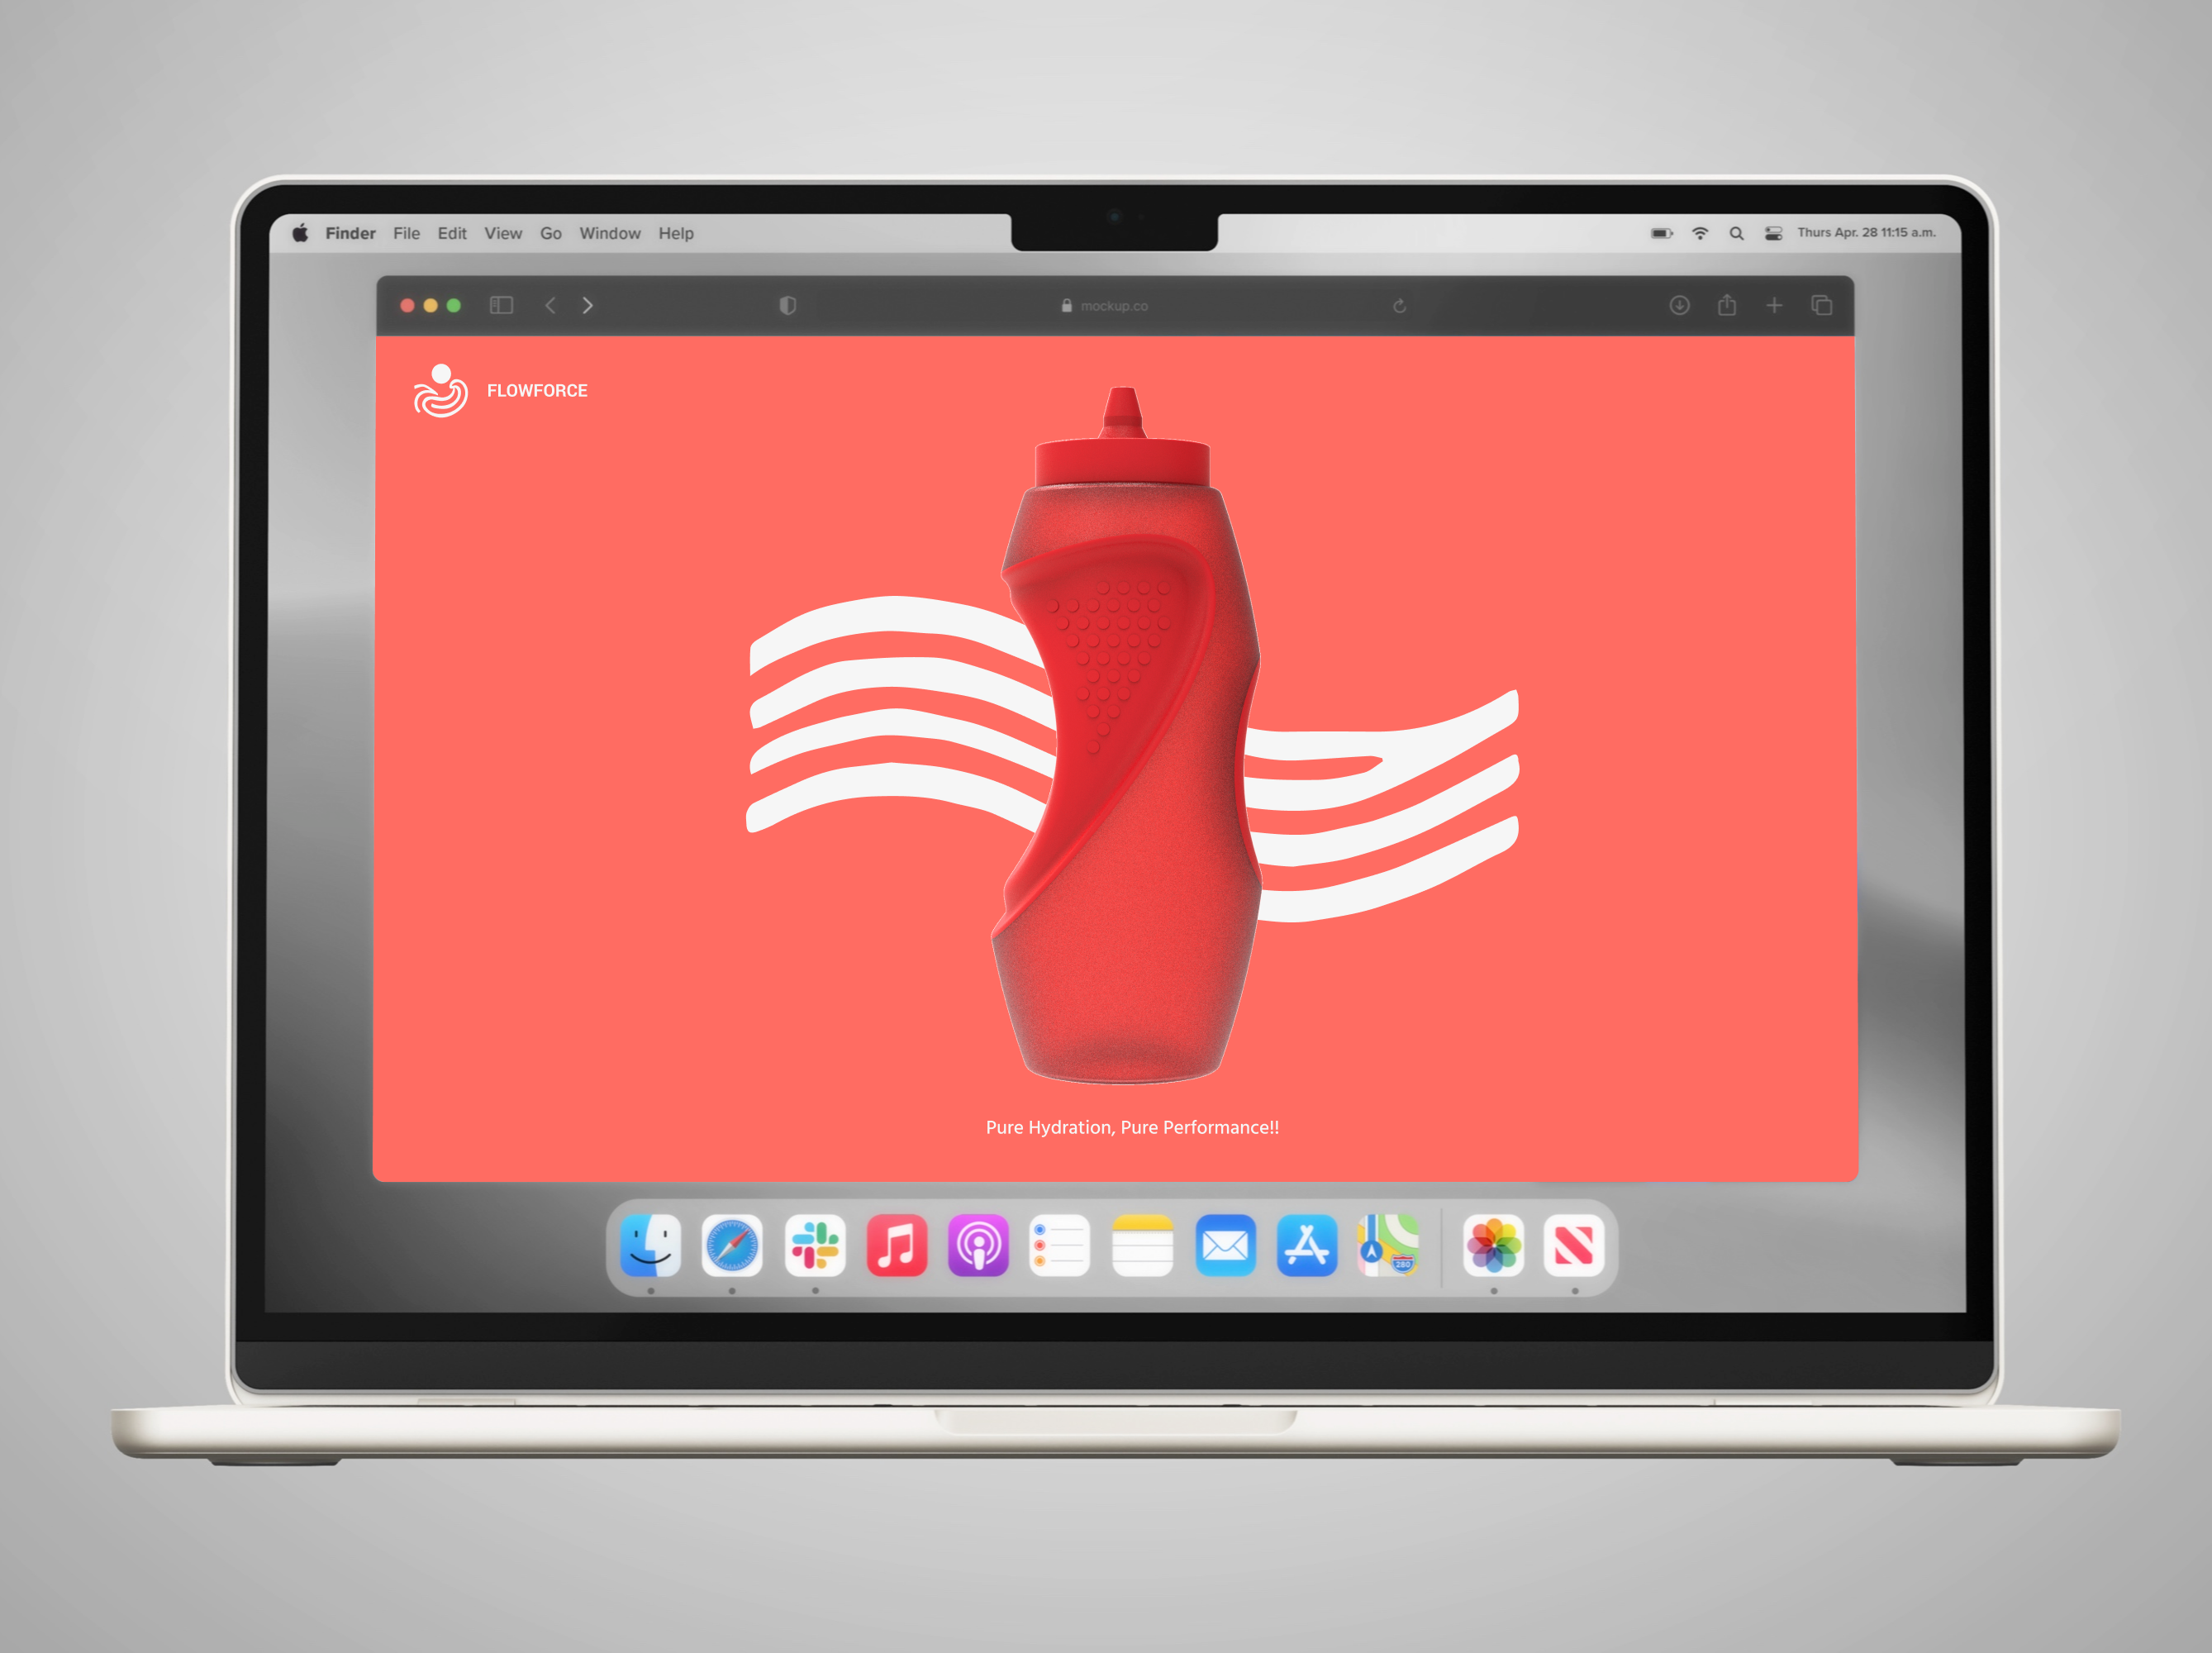 Finder File Edit View Go Window Help
Thurs Apr. 28 11:15 a.m.
mockup.co
FLOWFORCE
Pure Hydration, Pure Performance!!
280